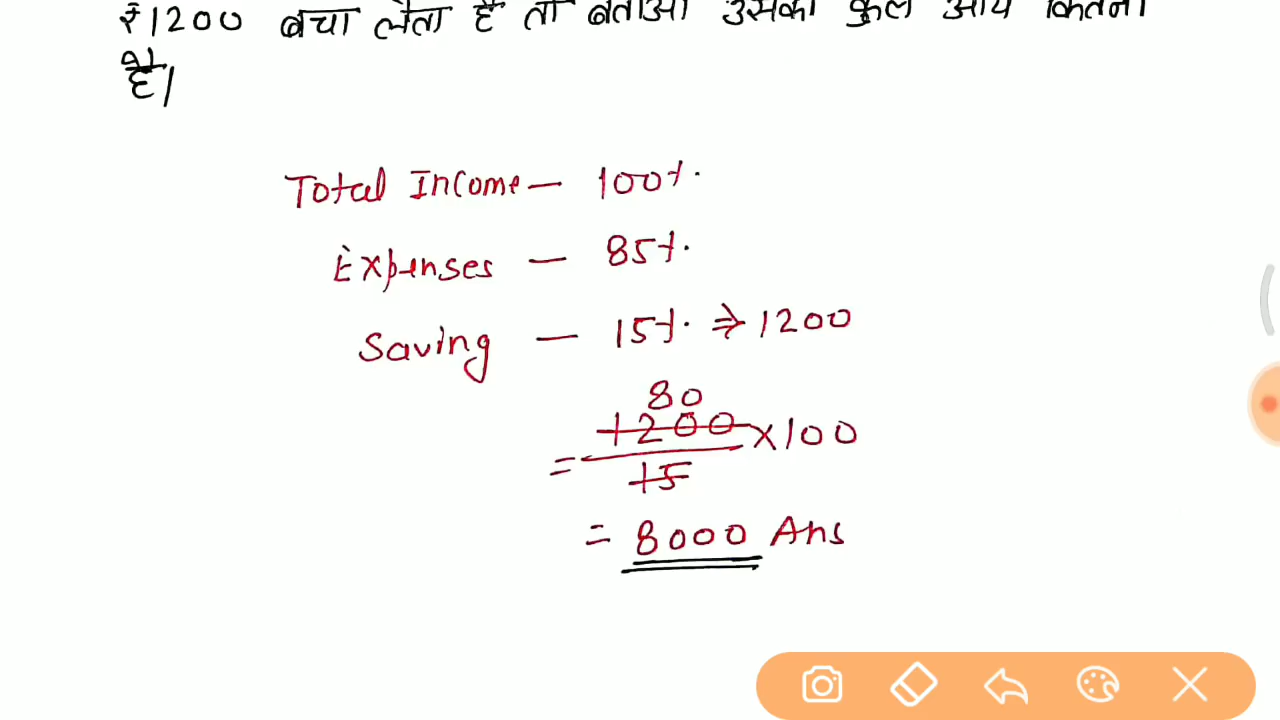 ₹1200 बचा लेता है तो बताओ उसका कुल आय कितना
है।
Total Income — 100%.
Expenses — 85%.
Saving — 15%. ⇒ 1200
80
= 1200/15 × 100
= 8000 Ans